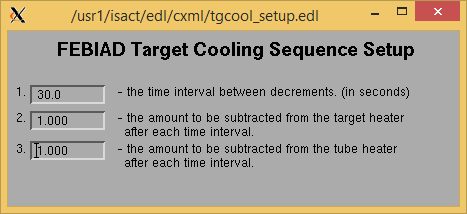 /usr1/isact/edl/cxml/tgcool_setup.edl
FEBIAD Target Cooling Sequence Setup
1. 30.0 - the time interval between decrements. (in seconds)
2. 1.000 - the amount to be subtracted from the target heater
after each time interval.
3. 1.000 - the amount to be subtracted from the tube heater
after each time interval.